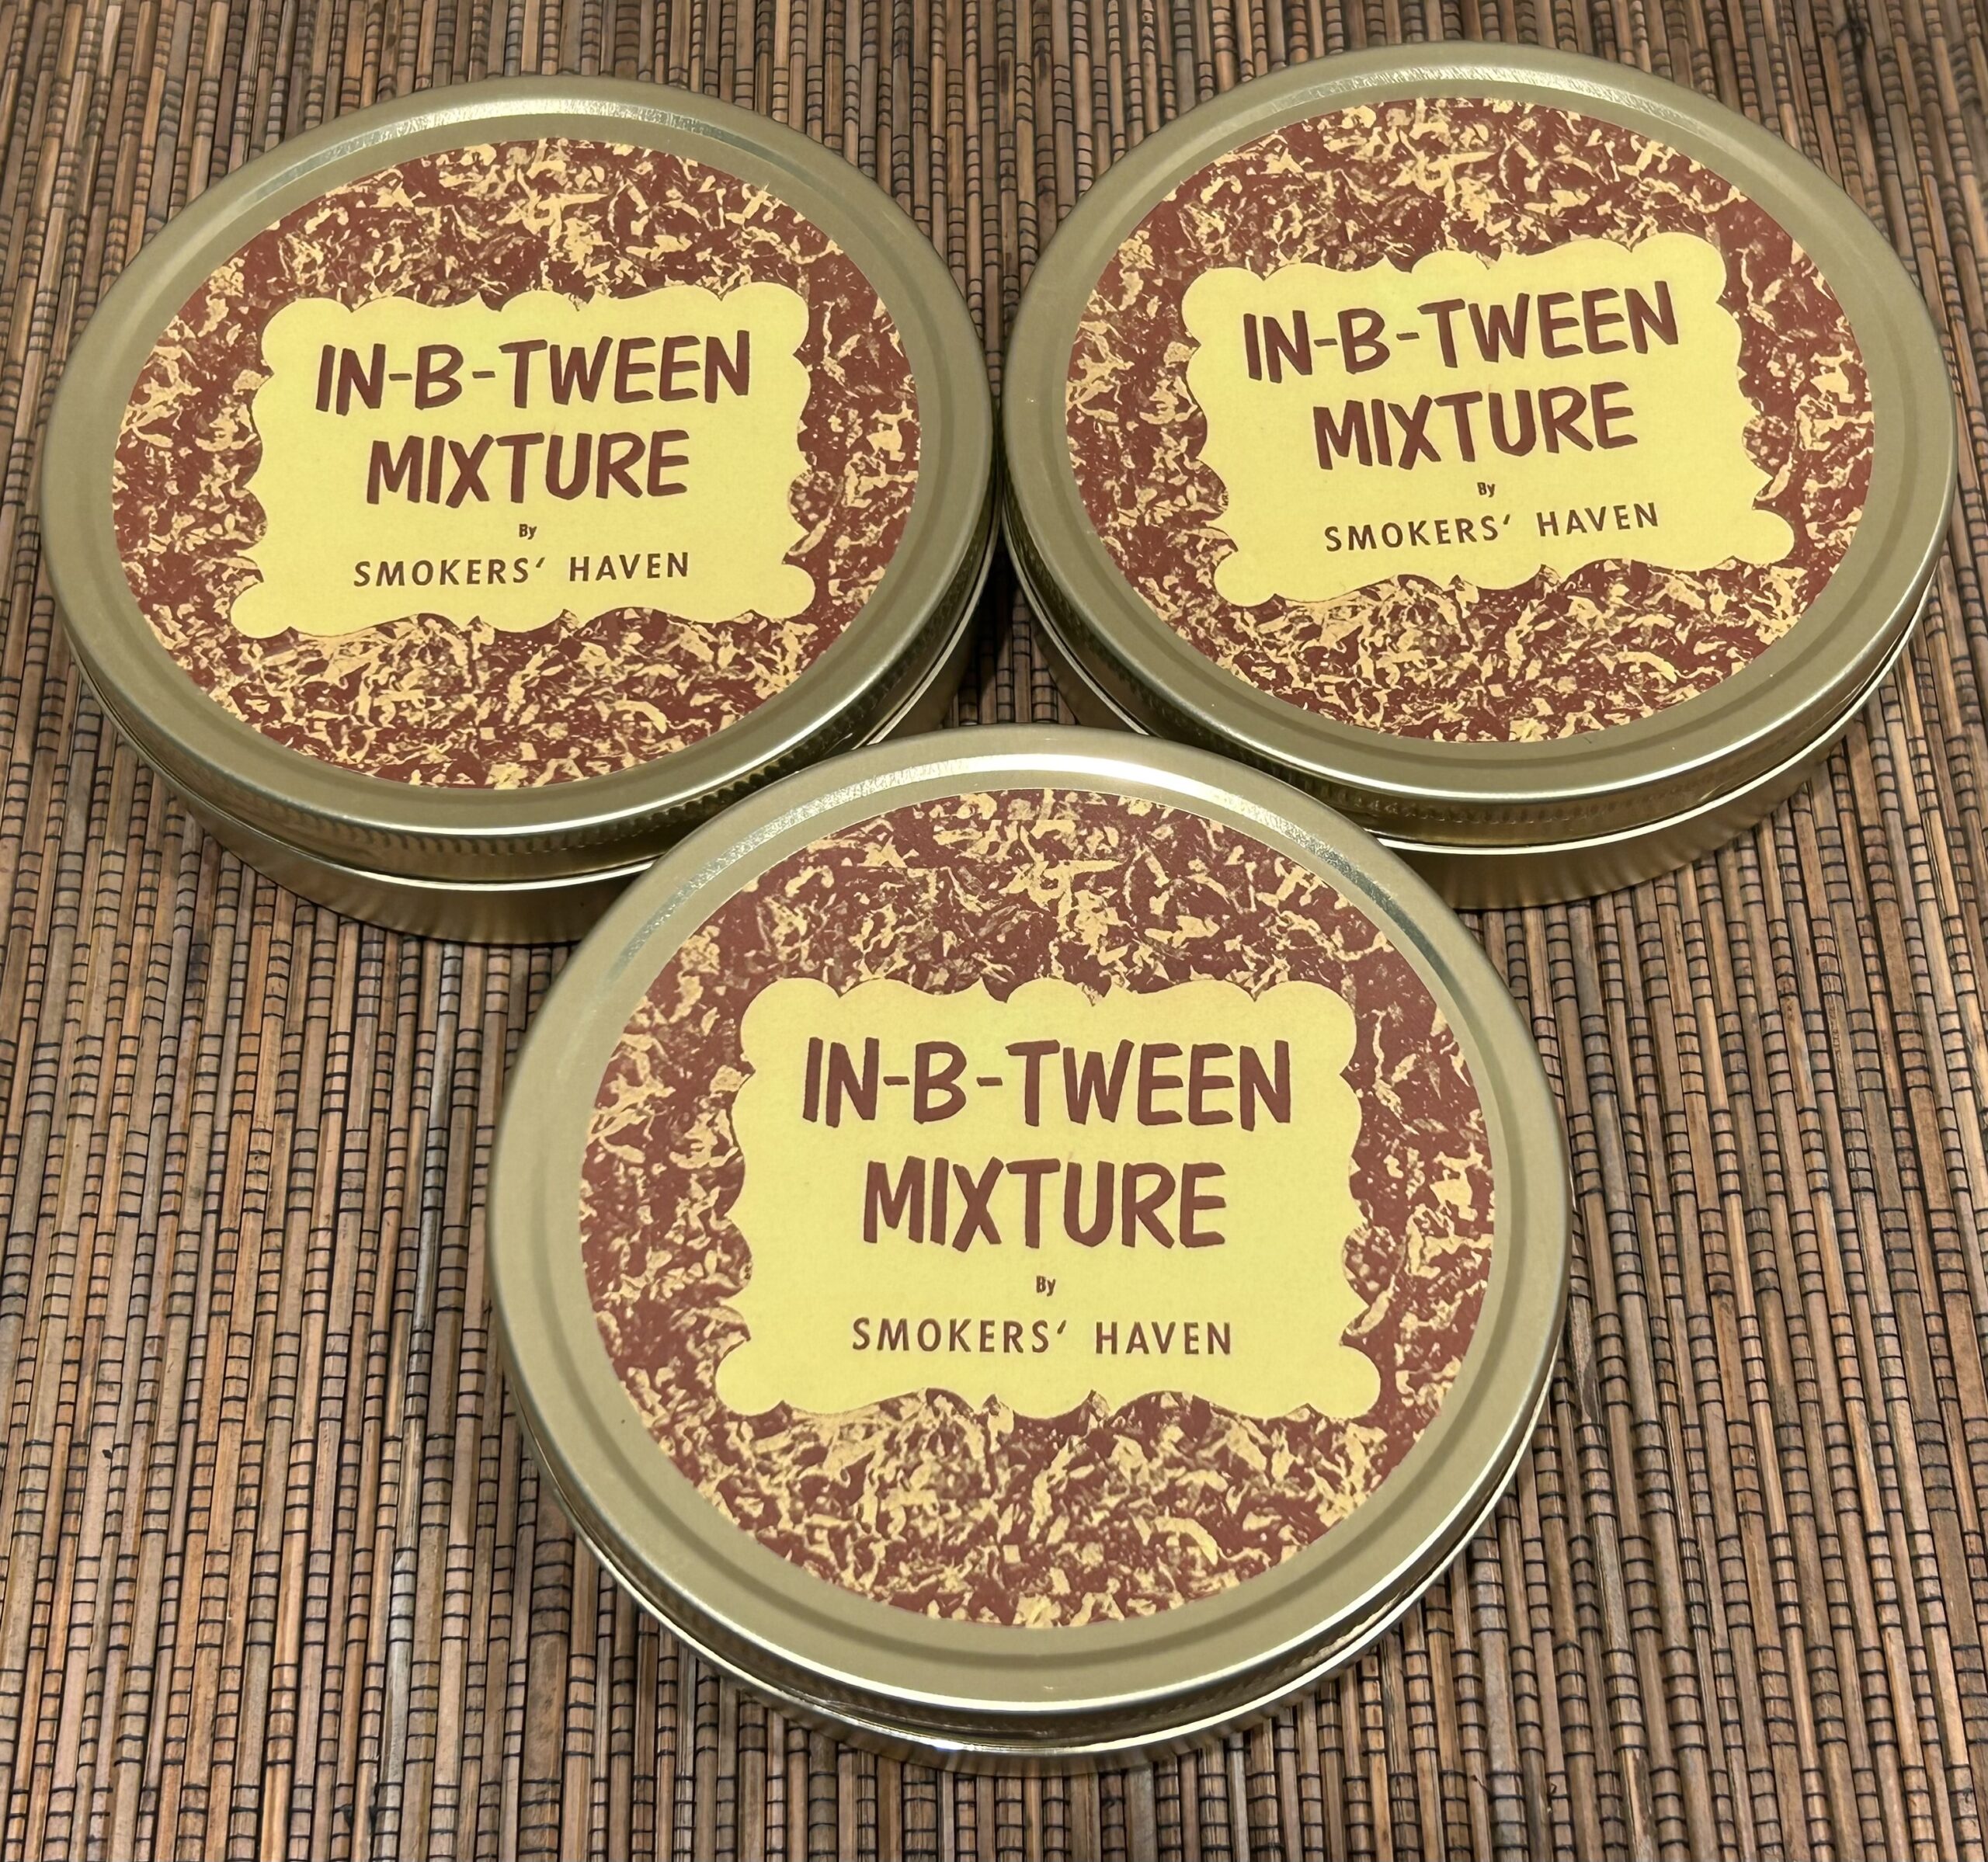 IN-B-TWEEN
MIXTURE
By
SMOKERS‘ HAVEN
IN-B-TWEEN
MIXTURE
By
SMOKERS‘ HAVEN
IN-B-TWEEN
MIXTURE
By
SMOKERS‘ HAVEN